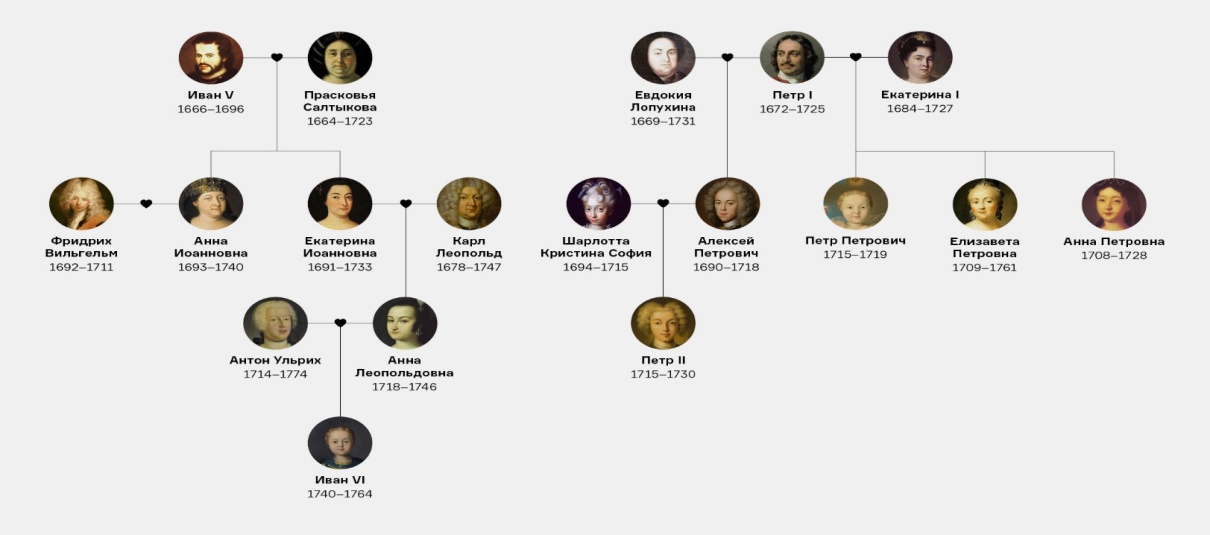 Иван V
1666–1696
Прасковья
Салтыкова
1664–1723
Евдокия
Лопухина
1669–1731
Петр I
1672–1725
Екатерина I
1684–1727
Фридрих
Вильгельм
1692–1711
Анна
Иоанновна
1693–1740
Екатерина
Иоанновна
1691–1733
Карл
Леопольд
1678–1747
Шарлотта
Кристина София
1694–1715
Алексей
Петрович
1690–1718
Петр Петрович
1715–1719
Елизавета
Петровна
1709–1761
Анна Петровна
1708–1728
Антон Ульрих
1714–1774
Анна
Леопольдовна
1718–1746
Петр II
1715–1730
Иван VI
1740–1764